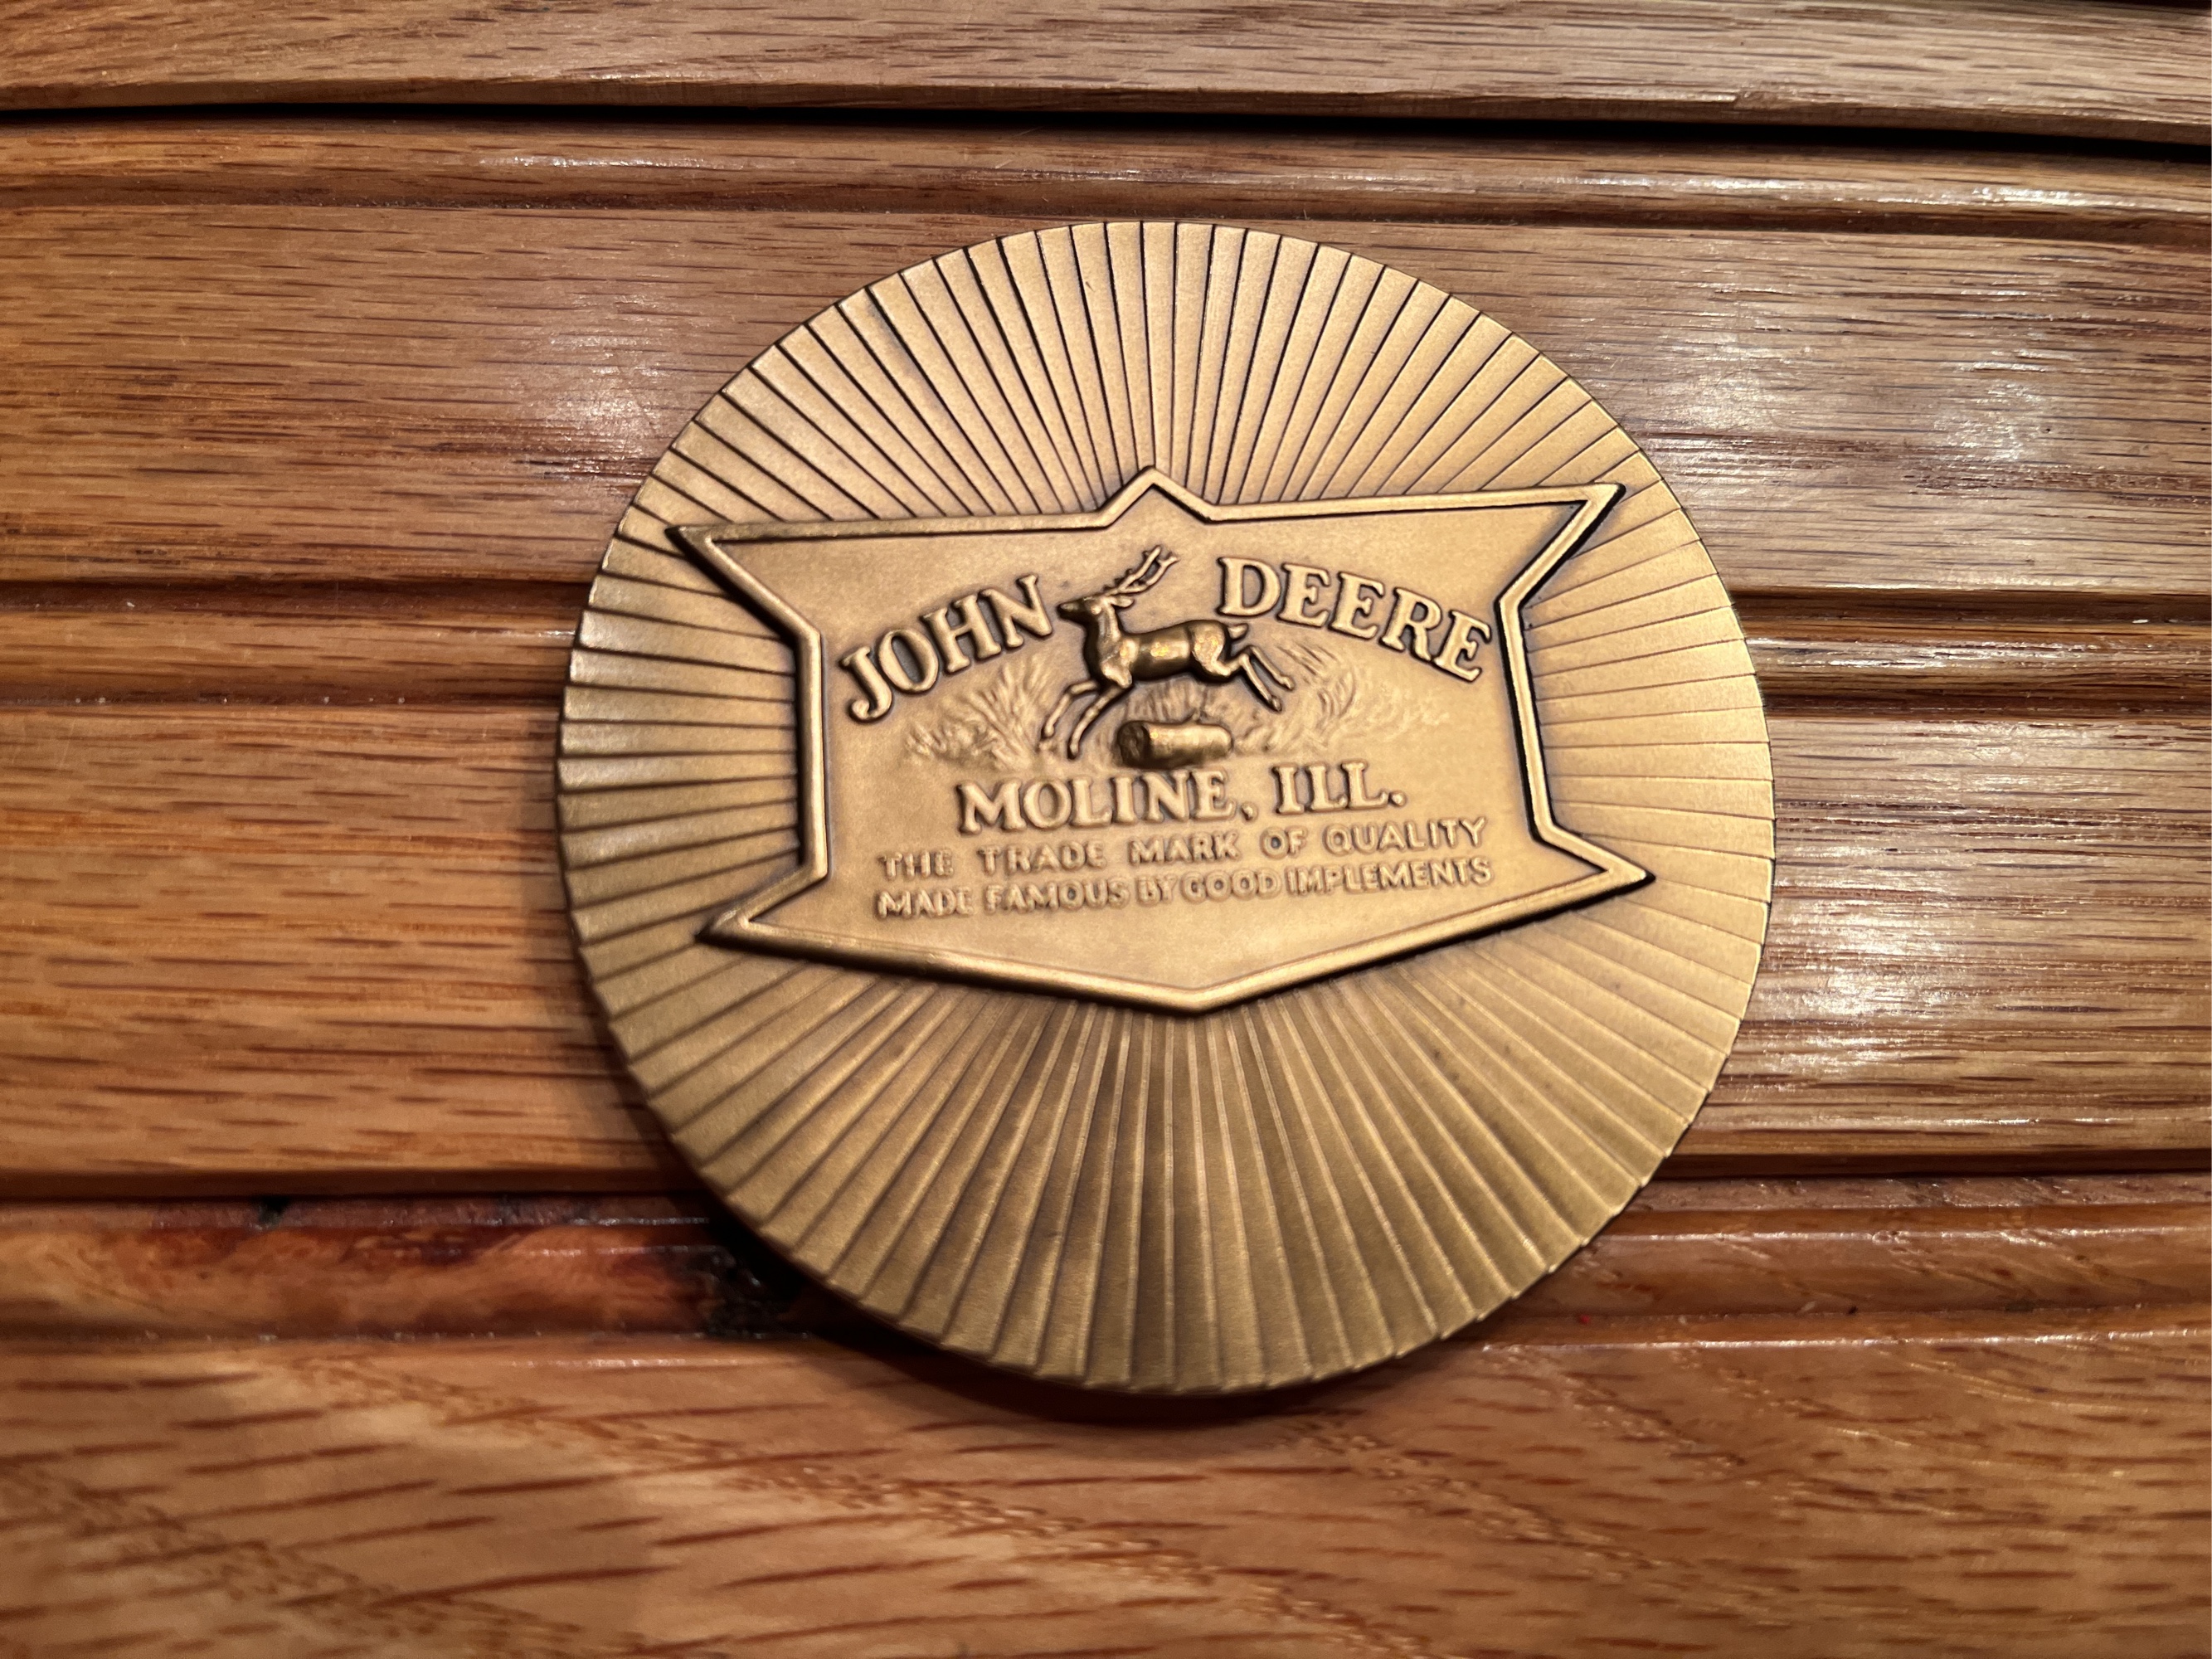 JOHN DEERE
MOLINE, ILL.
THE TRADE MARK OF QUALITY
MADE FAMOUS BY GOOD IMPLEMENTS